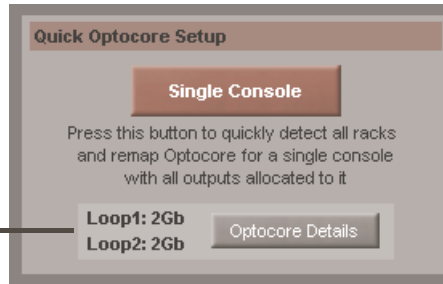 Quick Optocore Setup
Single Console
Press this button to quickly detect all racks
and remap Optocore for a single console
with all outputs allocated to it
Loop1: 2Gb
Loop2: 2Gb
Optocore Details